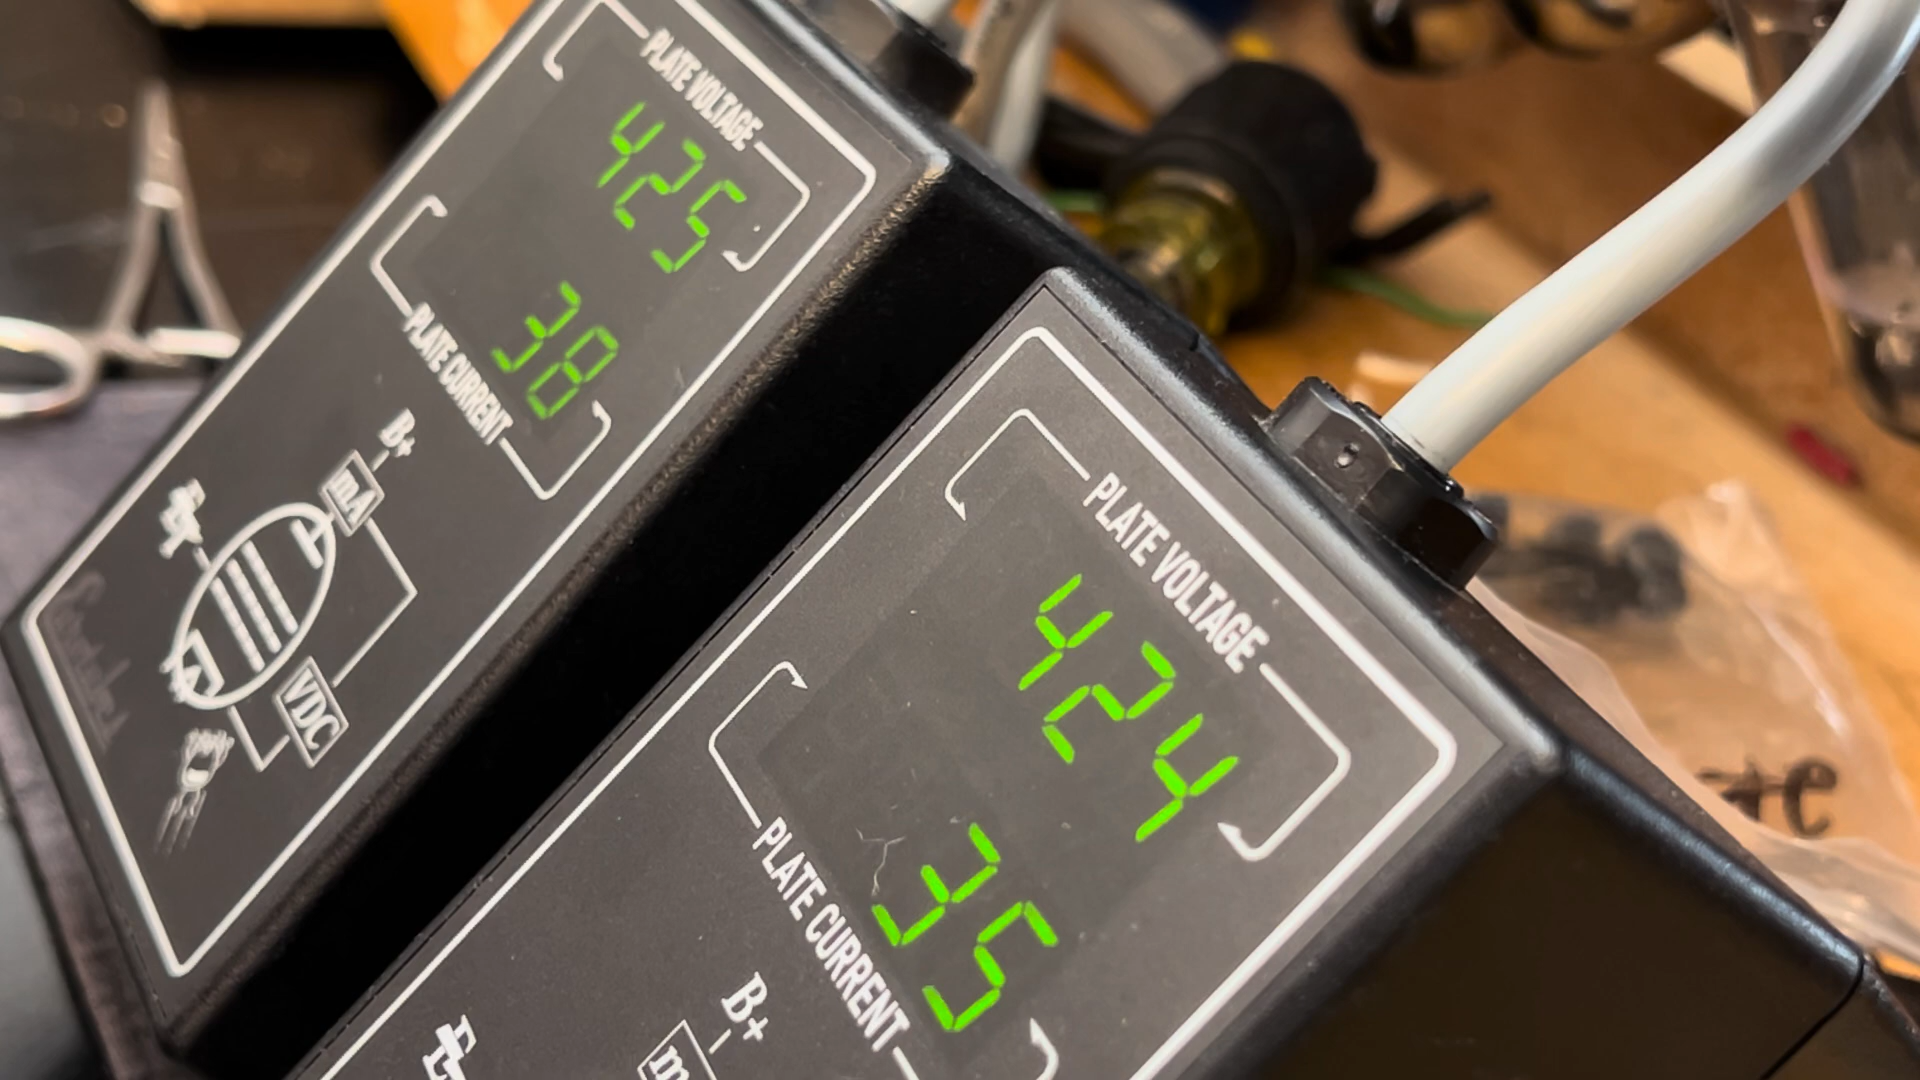 PLATE VOLTAGE
425
38
PLATE CURRENT
B+
mA
VDC
PLATE VOLTAGE
424
35
PLATE CURRENT
B+